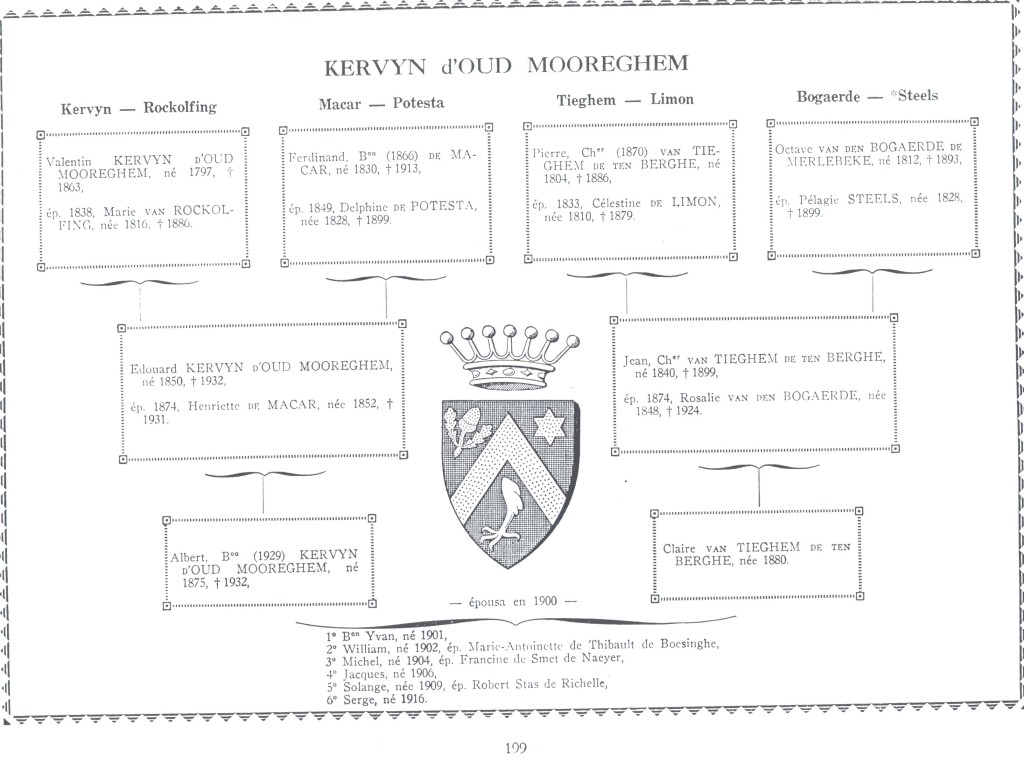 KERVYN d'OUD MOOREGHEM
Kervyn — Rockolfing
Macar — Potesta
Tieghem — Limon
Bogaerde — *Steels
Valentin KERVYN D'OUD
MOOREGHEM, né 1797, †
1863,
ép. 1838, Marie VAN ROCKOL-
FING, née 1816, † 1886.
Ferdinand, Bᵒⁿ (1866) DE MA-
CAR, né 1830, † 1913,
ép. 1849, Delphine DE POTESTA,
née 1828, † 1899.
Pierre, Chᵉʳ (1870) VAN TIE-
GHEM DE TEN BERGHE, né
1804, † 1886,
ép. 1833, Célestine DE LIMON,
née 1810, † 1879.
Octave VAN DEN BOGAERDE DE
MERLEBEKE, né 1812, † 1893,
ép. Pélagie STEELS, née 1828,
† 1899.
Edouard KERVYN D'OUD MOOREGHEM,
né 1850, † 1932,
ép. 1874, Henriette DE MACAR, née 1852, †
1931.
Jean, Chᵉʳ VAN TIEGHEM DE TEN BERGHE,
né 1840, † 1899,
ép. 1874, Rosalie VAN DEN BOGAERDE, née
1848, † 1924.
Albert, Bᵒⁿ (1929) KERVYN
D'OUD MOOREGHEM, né
1875, † 1932,
Claire VAN TIEGHEM DE TEN
BERGHE, née 1880.
— épousa en 1900 —
1° Bᵒⁿ Yvan, né 1901,
2° William, né 1902, ép. Marie-Antoinette de Thibault de Boesinghe,
3° Michel, né 1904, ép. Francine de Smet de Naeyer,
4° Jacques, né 1906,
5° Solange, née 1909, ép. Robert Stas de Richelle,
6° Serge, né 1916.
199